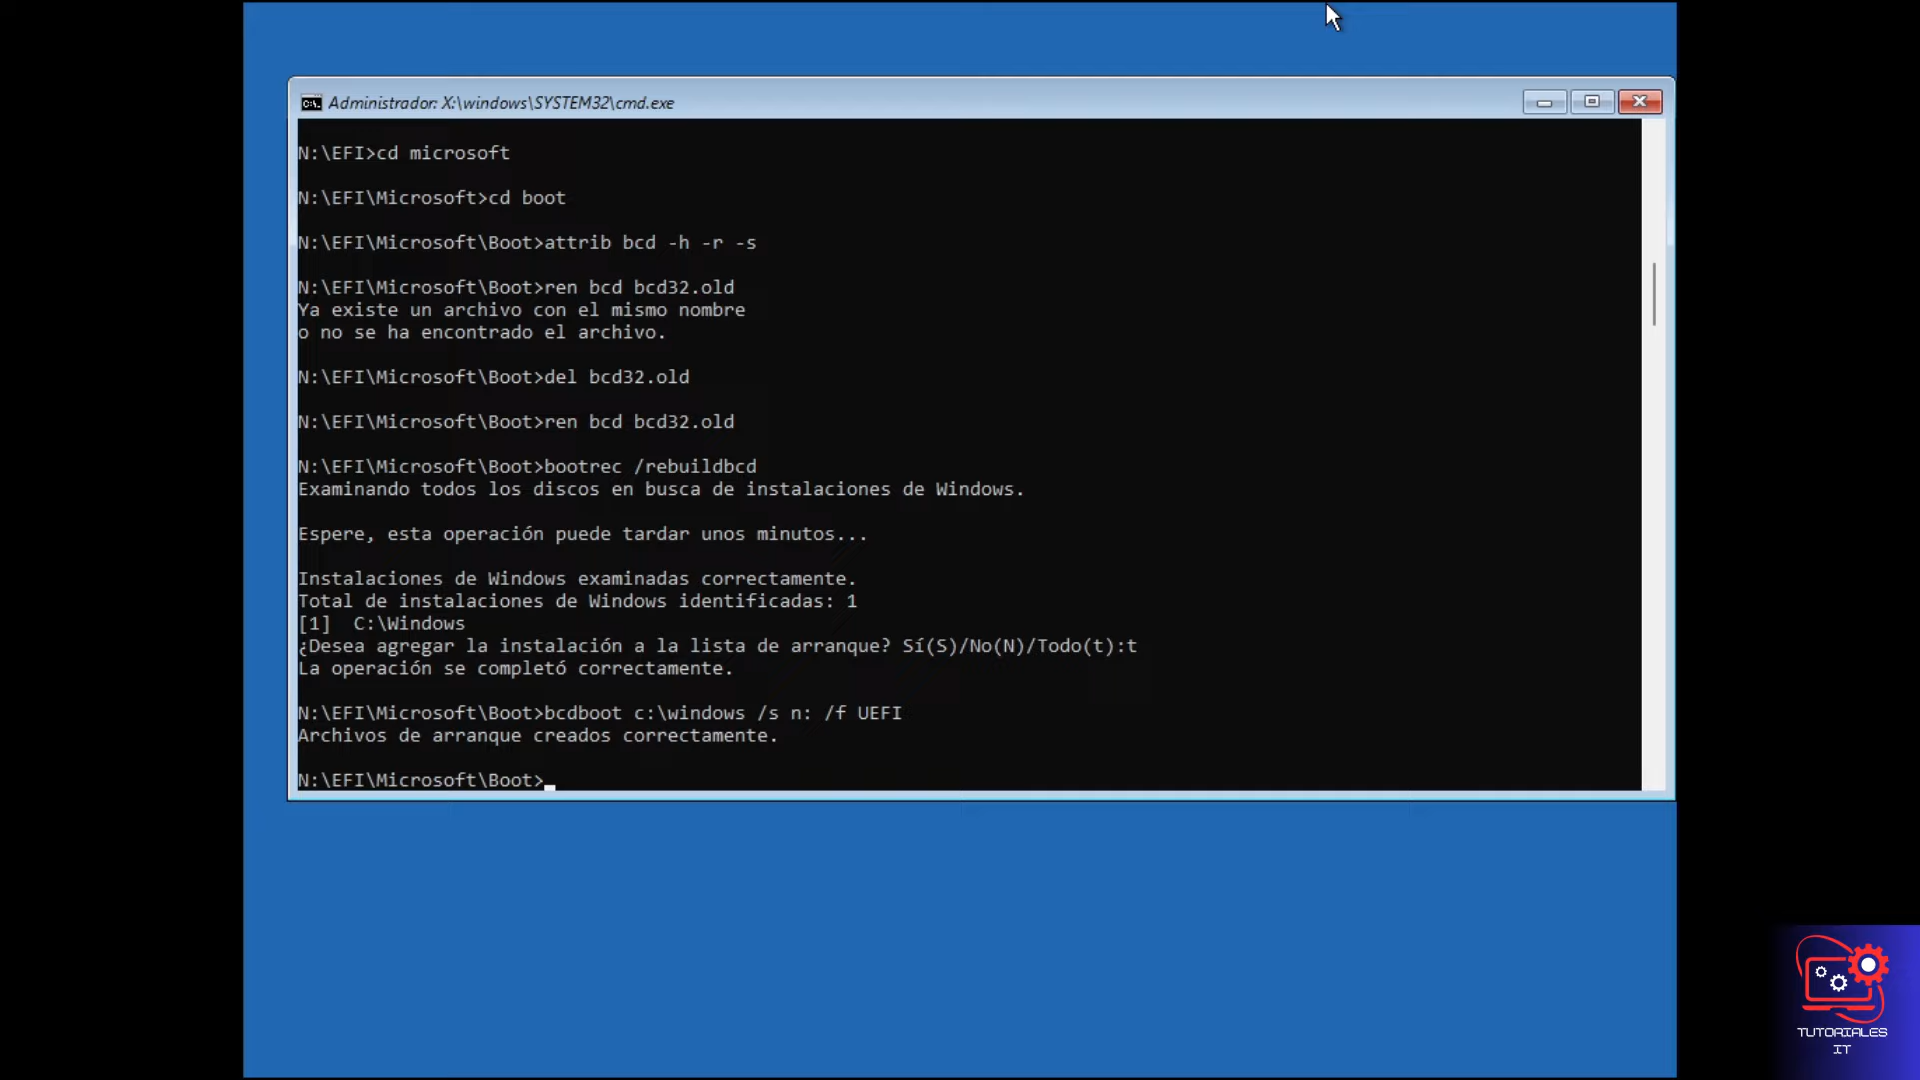 Administrador: X:\windows\SYSTEM32\cmd.exe
N:\EFI>cd microsoft
N:\EFI\Microsoft>cd boot
N:\EFI\Microsoft\Boot>attrib bcd -h -r -s
N:\EFI\Microsoft\Boot>ren bcd bcd32.old
Ya existe un archivo con el mismo nombre
o no se ha encontrado el archivo.
N:\EFI\Microsoft\Boot>del bcd32.old
N:\EFI\Microsoft\Boot>ren bcd bcd32.old
N:\EFI\Microsoft\Boot>bootrec /rebuildbcd
Examinando todos los discos en busca de instalaciones de Windows.
Espere, esta operación puede tardar unos minutos...
Instalaciones de Windows examinadas correctamente.
Total de instalaciones de Windows identificadas: 1
[1]  C:\Windows
¿Desea agregar la instalación a la lista de arranque? Sí(S)/No(N)/Todo(t):t
La operación se completó correctamente.
N:\EFI\Microsoft\Boot>bcdboot c:\windows /s n: /f UEFI
Archivos de arranque creados correctamente.
N:\EFI\Microsoft\Boot>
TUTORIALES
IT